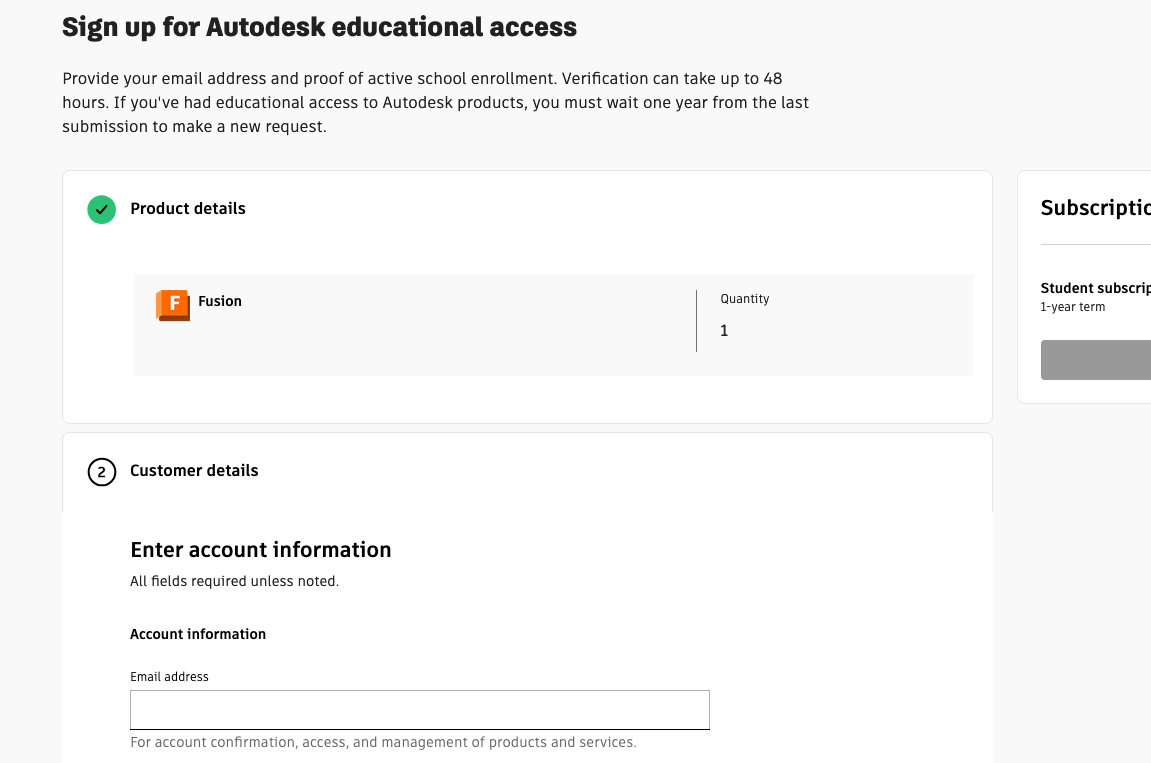 Sign up for Autodesk educational access
Provide your email address and proof of active school enrollment. Verification can take up to 48
hours. If you've had educational access to Autodesk products, you must wait one year from the last
submission to make a new request.
Product details
F
Fusion
Quantity
1
Subscriptio
Student subscrip
1-year term
2
Customer details
Enter account information
All fields required unless noted.
Account information
Email address
For account confirmation, access, and management of products and services.